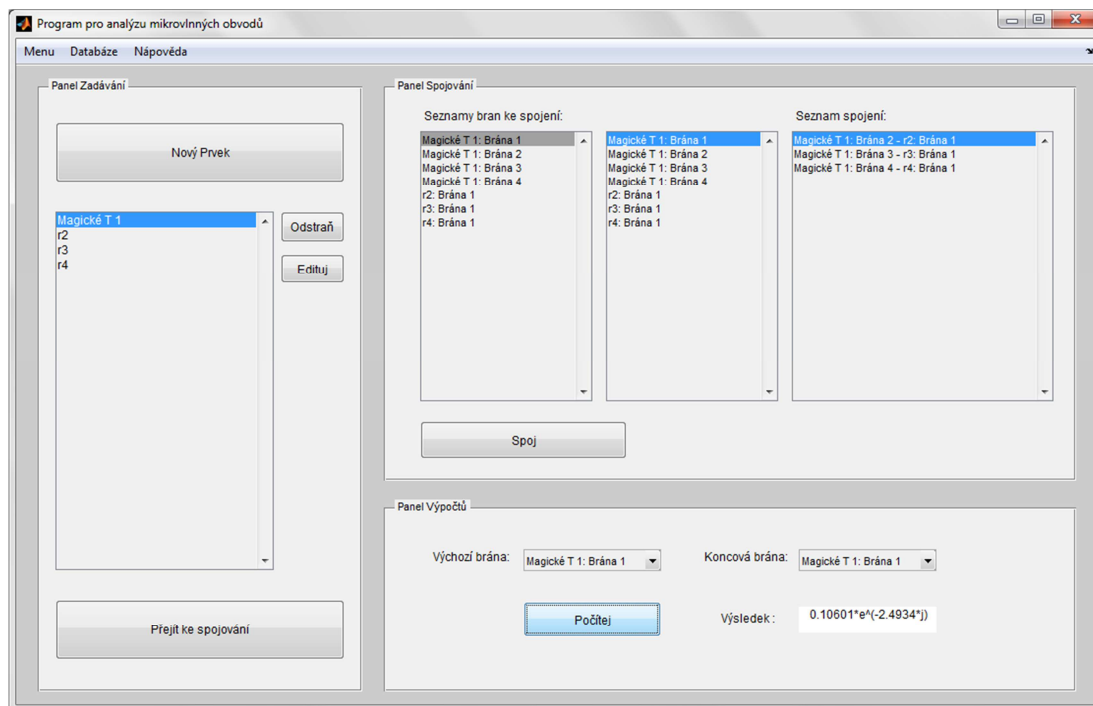 Program pro analýzu mikrovlnných obvodů
Menu Databáze Nápověda
Panel Zadávání
Nový Prvek
Magické T 1
r2
r3
r4
Odstraň
Edituj
Přejít ke spojování
Panel Spojování
Seznamy bran ke spojení:
Magické T 1: Brána 1
Magické T 1: Brána 2
Magické T 1: Brána 3
Magické T 1: Brána 4
r2: Brána 1
r3: Brána 1
r4: Brána 1
Magické T 1: Brána 1
Magické T 1: Brána 2
Magické T 1: Brána 3
Magické T 1: Brána 4
r2: Brána 1
r3: Brána 1
r4: Brána 1
Seznam spojení:
Magické T 1: Brána 2 - r2: Brána 1
Magické T 1: Brána 3 - r3: Brána 1
Magické T 1: Brána 4 - r4: Brána 1
Spoj
Panel Výpočtů
Výchozí brána: Magické T 1: Brána 1
Koncová brána: Magické T 1: Brána 1
Počítej
Výsledek : 0.10601*e^(-2.4934*j)